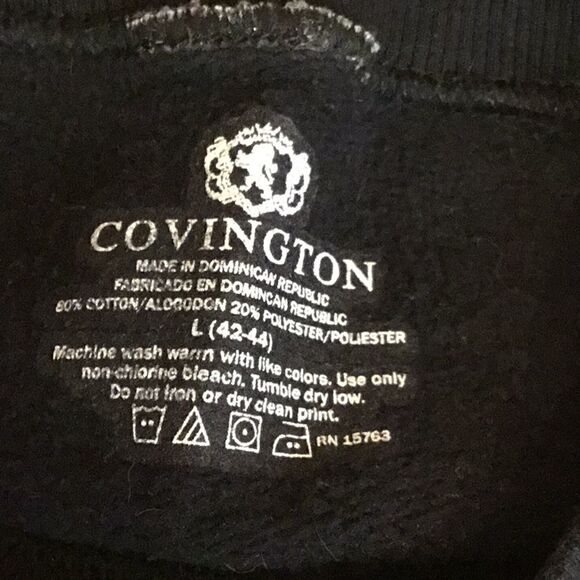 COVINGTON
MADE IN DOMINICAN REPUBLIC
FABRICADO EN DOMINCAN REPUBLIC
80% COTTON/ALOGODON 20% POLYESTER/POLIESTER
L (42-44)
Machine wash warm with like colors. Use only
non-chlorine bleach. Tumble dry low.
Do not iron or dry clean print.
RN 15763